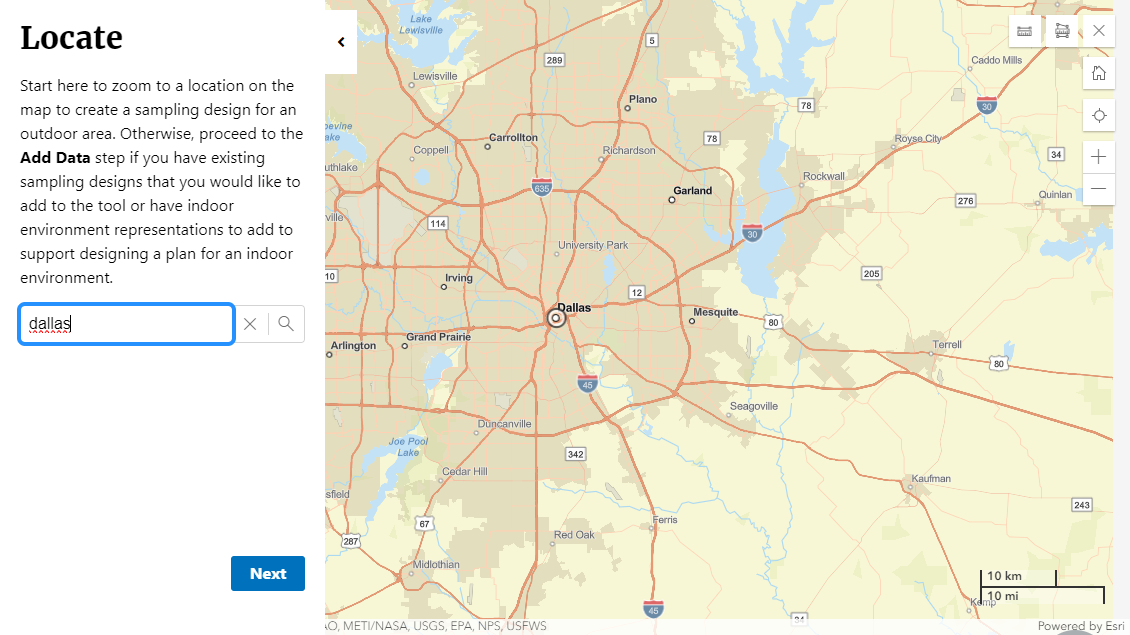 Locate
Start here to zoom to a location on the
map to create a sampling design for an
outdoor area. Otherwise, proceed to the
Add Data step if you have existing
sampling designs that you would like to
add to the tool or have indoor
environment representations to add to
support designing a plan for an indoor
environment.
dallas
Next
Lake
Lewisville
5
289
Caddo Mills
Lewisville
Plano
78
30
Carrollton
78
Royse City
Coppell
Richardson
34
Rockwall
635
Garland
Quinlan
276
114
30
University Park
10
Irving
205
12
Dallas
Mesquite
80
Grand Prairie
Arlington
Terrell
80
45
Seagoville
Duncanville
Joe Pool
Lake
342
Cedar Hill
Kaufman
243
67
Ferris
287
Red Oak
Midlothian
10 km
10 mi
Kemp
45
34
METI/NASA, USGS, EPA, NPS, USFWS
Powered by Esri